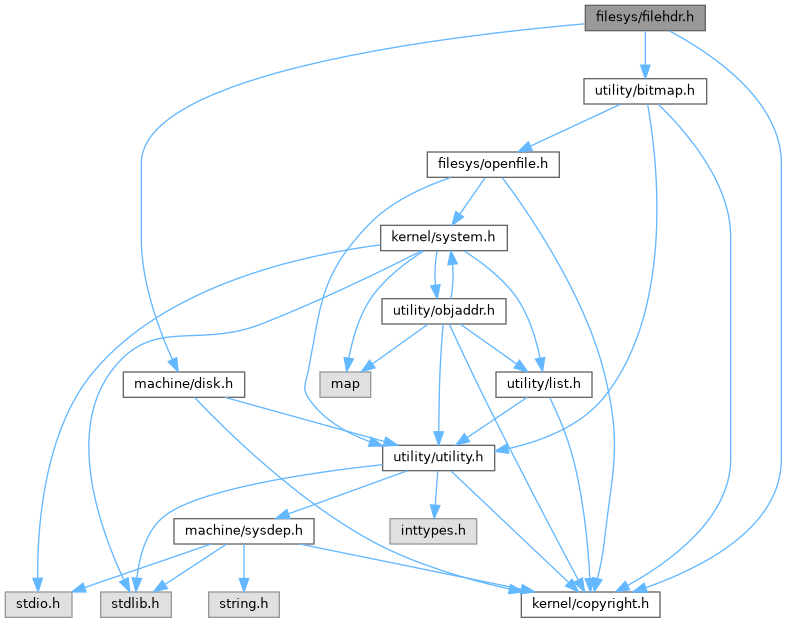 filesys/filehdr.h
utility/bitmap.h
filesys/openfile.h
kernel/system.h
utility/objaddr.h
machine/disk.h
map
utility/list.h
utility/utility.h
machine/sysdep.h
inttypes.h
stdio.h
stdlib.h
string.h
kernel/copyright.h